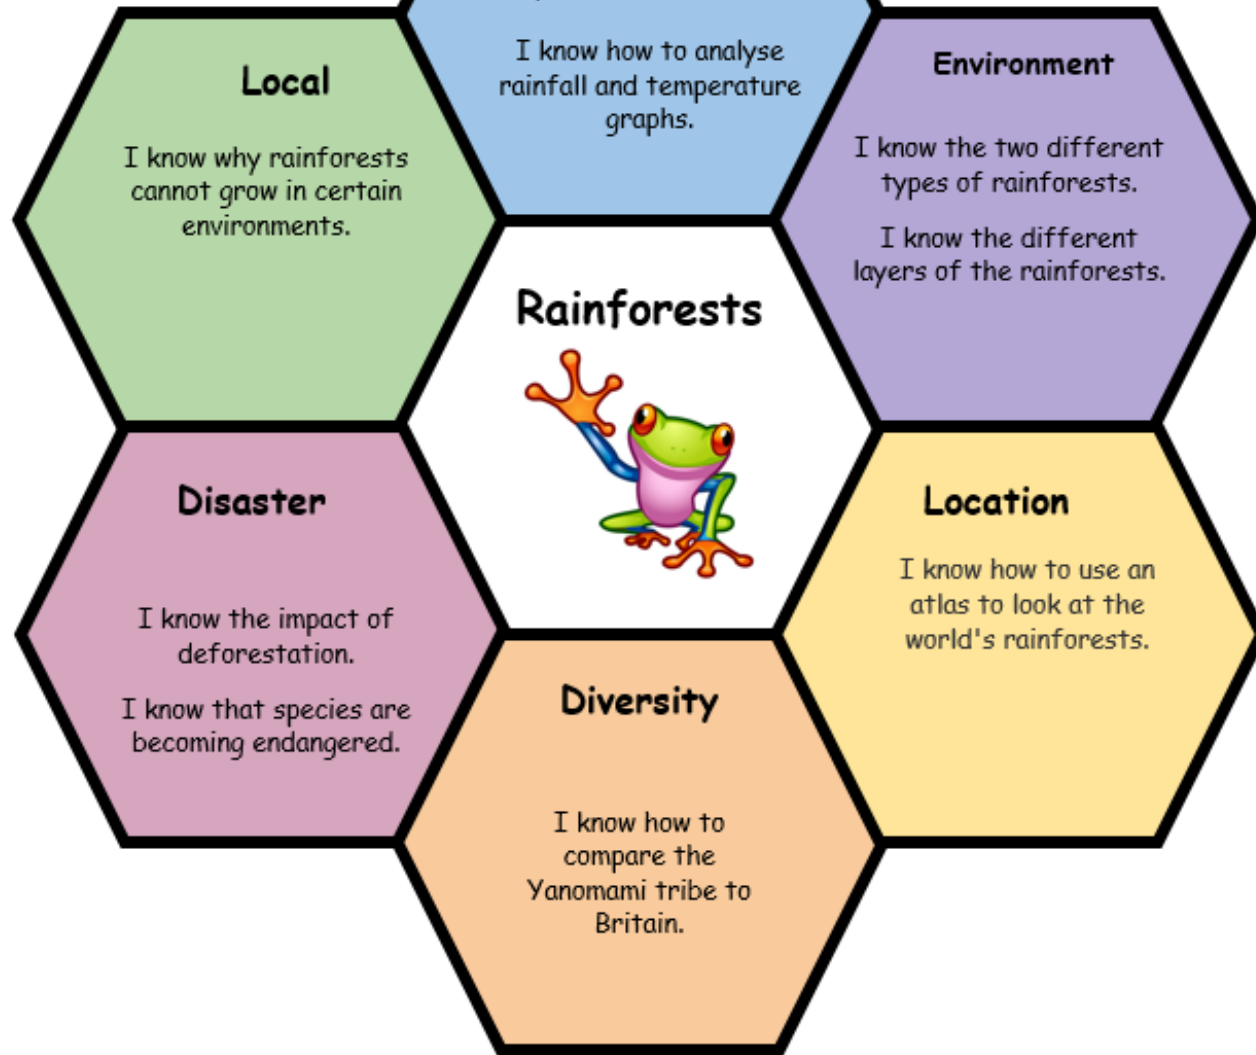 I know how to analyse
rainfall and temperature
graphs.
Local
I know why rainforests
cannot grow in certain
environments.
Environment
I know the two different
types of rainforests.
I know the different
layers of the rainforests.
Rainforests
Disaster
I know the impact of
deforestation.
I know that species are
becoming endangered.
Location
I know how to use an
atlas to look at the
world's rainforests.
Diversity
I know how to
compare the
Yanomami tribe to
Britain.